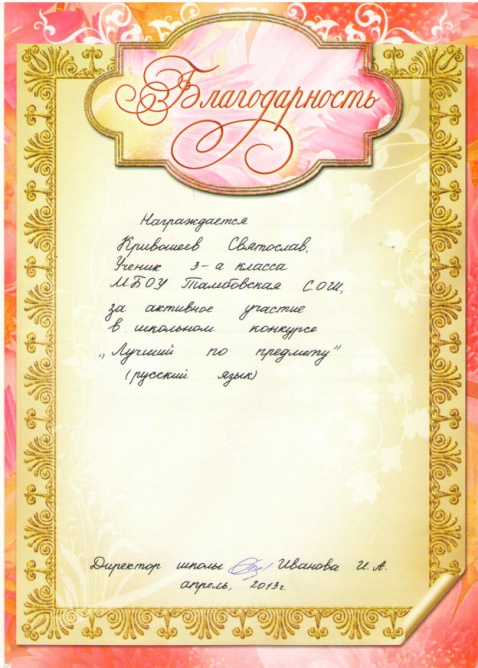 Благодарность
Награждается
Кривошеев Святослав,
Ученик 3-а класса
МБОУ Тамбовская СОШ,
за активное участие
в школьном конкурсе
„Лучший по предмету"
(русский язык)
Директор школы Иванова И.А.
апрель, 2013г.